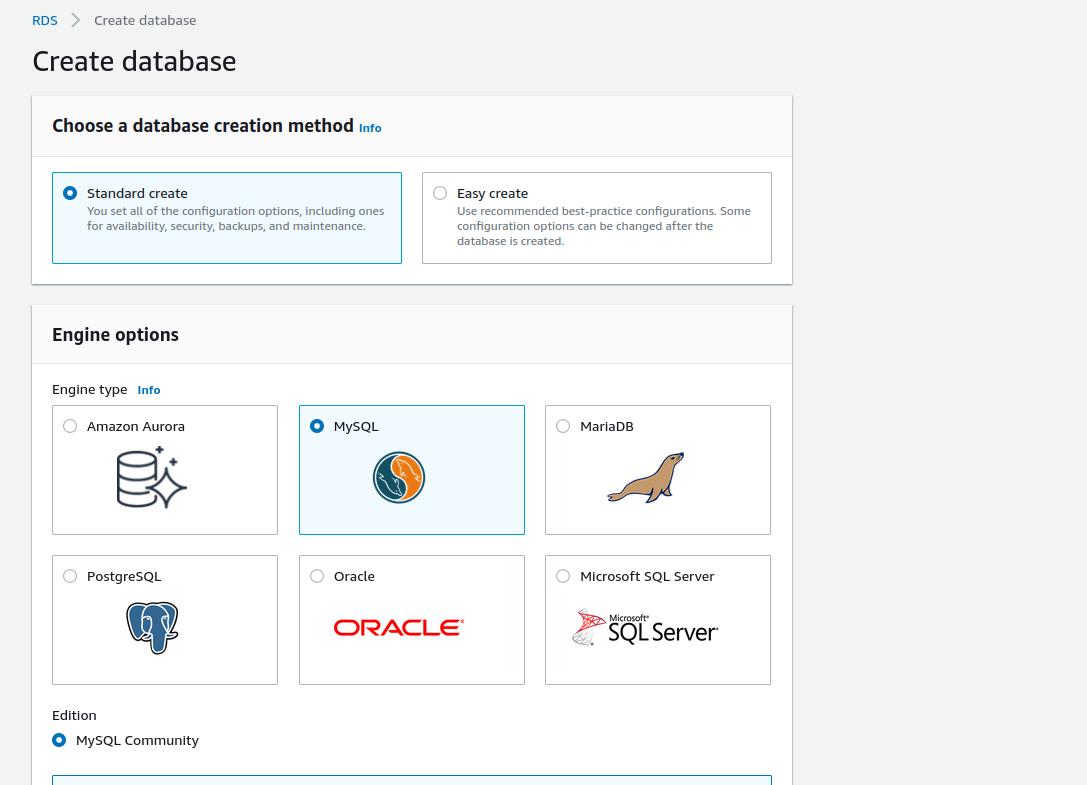 RDS > Create database
Create database
Choose a database creation method Info
Standard create
You set all of the configuration options, including ones
for availability, security, backups, and maintenance.
Easy create
Use recommended best-practice configurations. Some
configuration options can be changed after the
database is created.
Engine options
Engine type Info
Amazon Aurora
MySQL
MariaDB
PostgreSQL
Oracle
ORACLE®
Microsoft SQL Server
Microsoft®
SQL Server®
Edition
MySQL Community